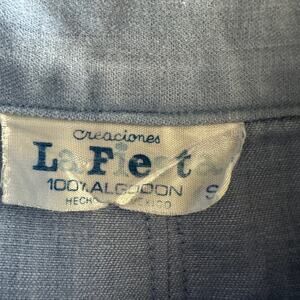 Creaciones
La Fiesta
100% ALGODON S
HECHO MEXICO